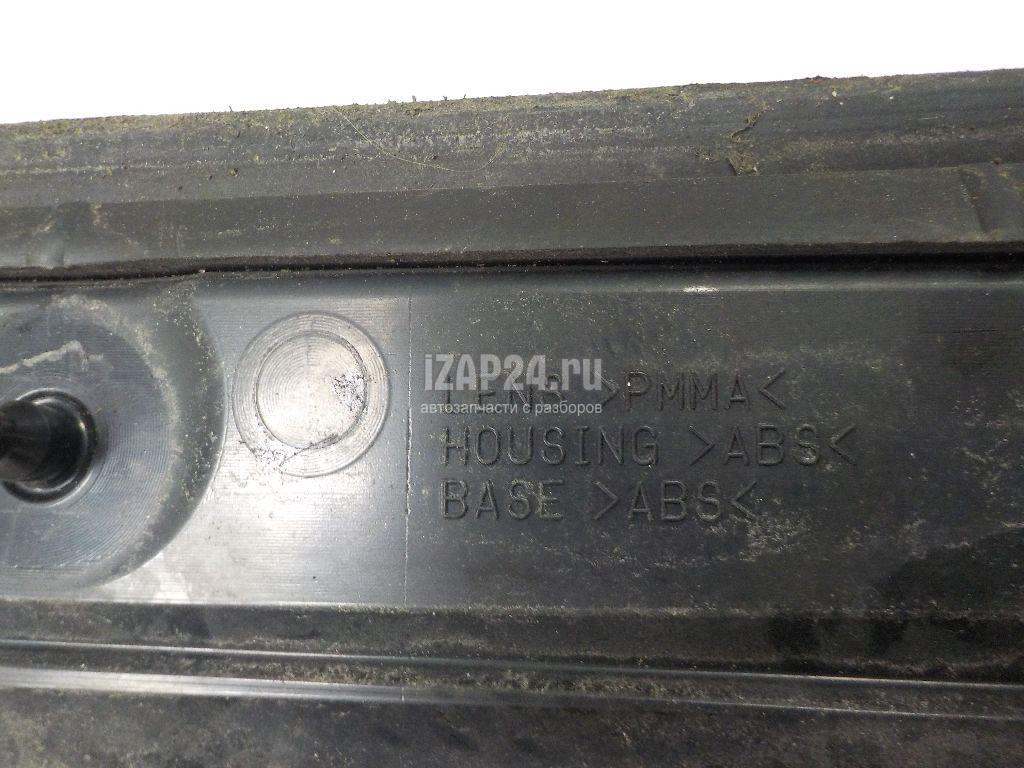 iZAP24.ru
автозапчасти с разборов
LENS >PMMA<
HOUSING >ABS<
BASE >ABS<